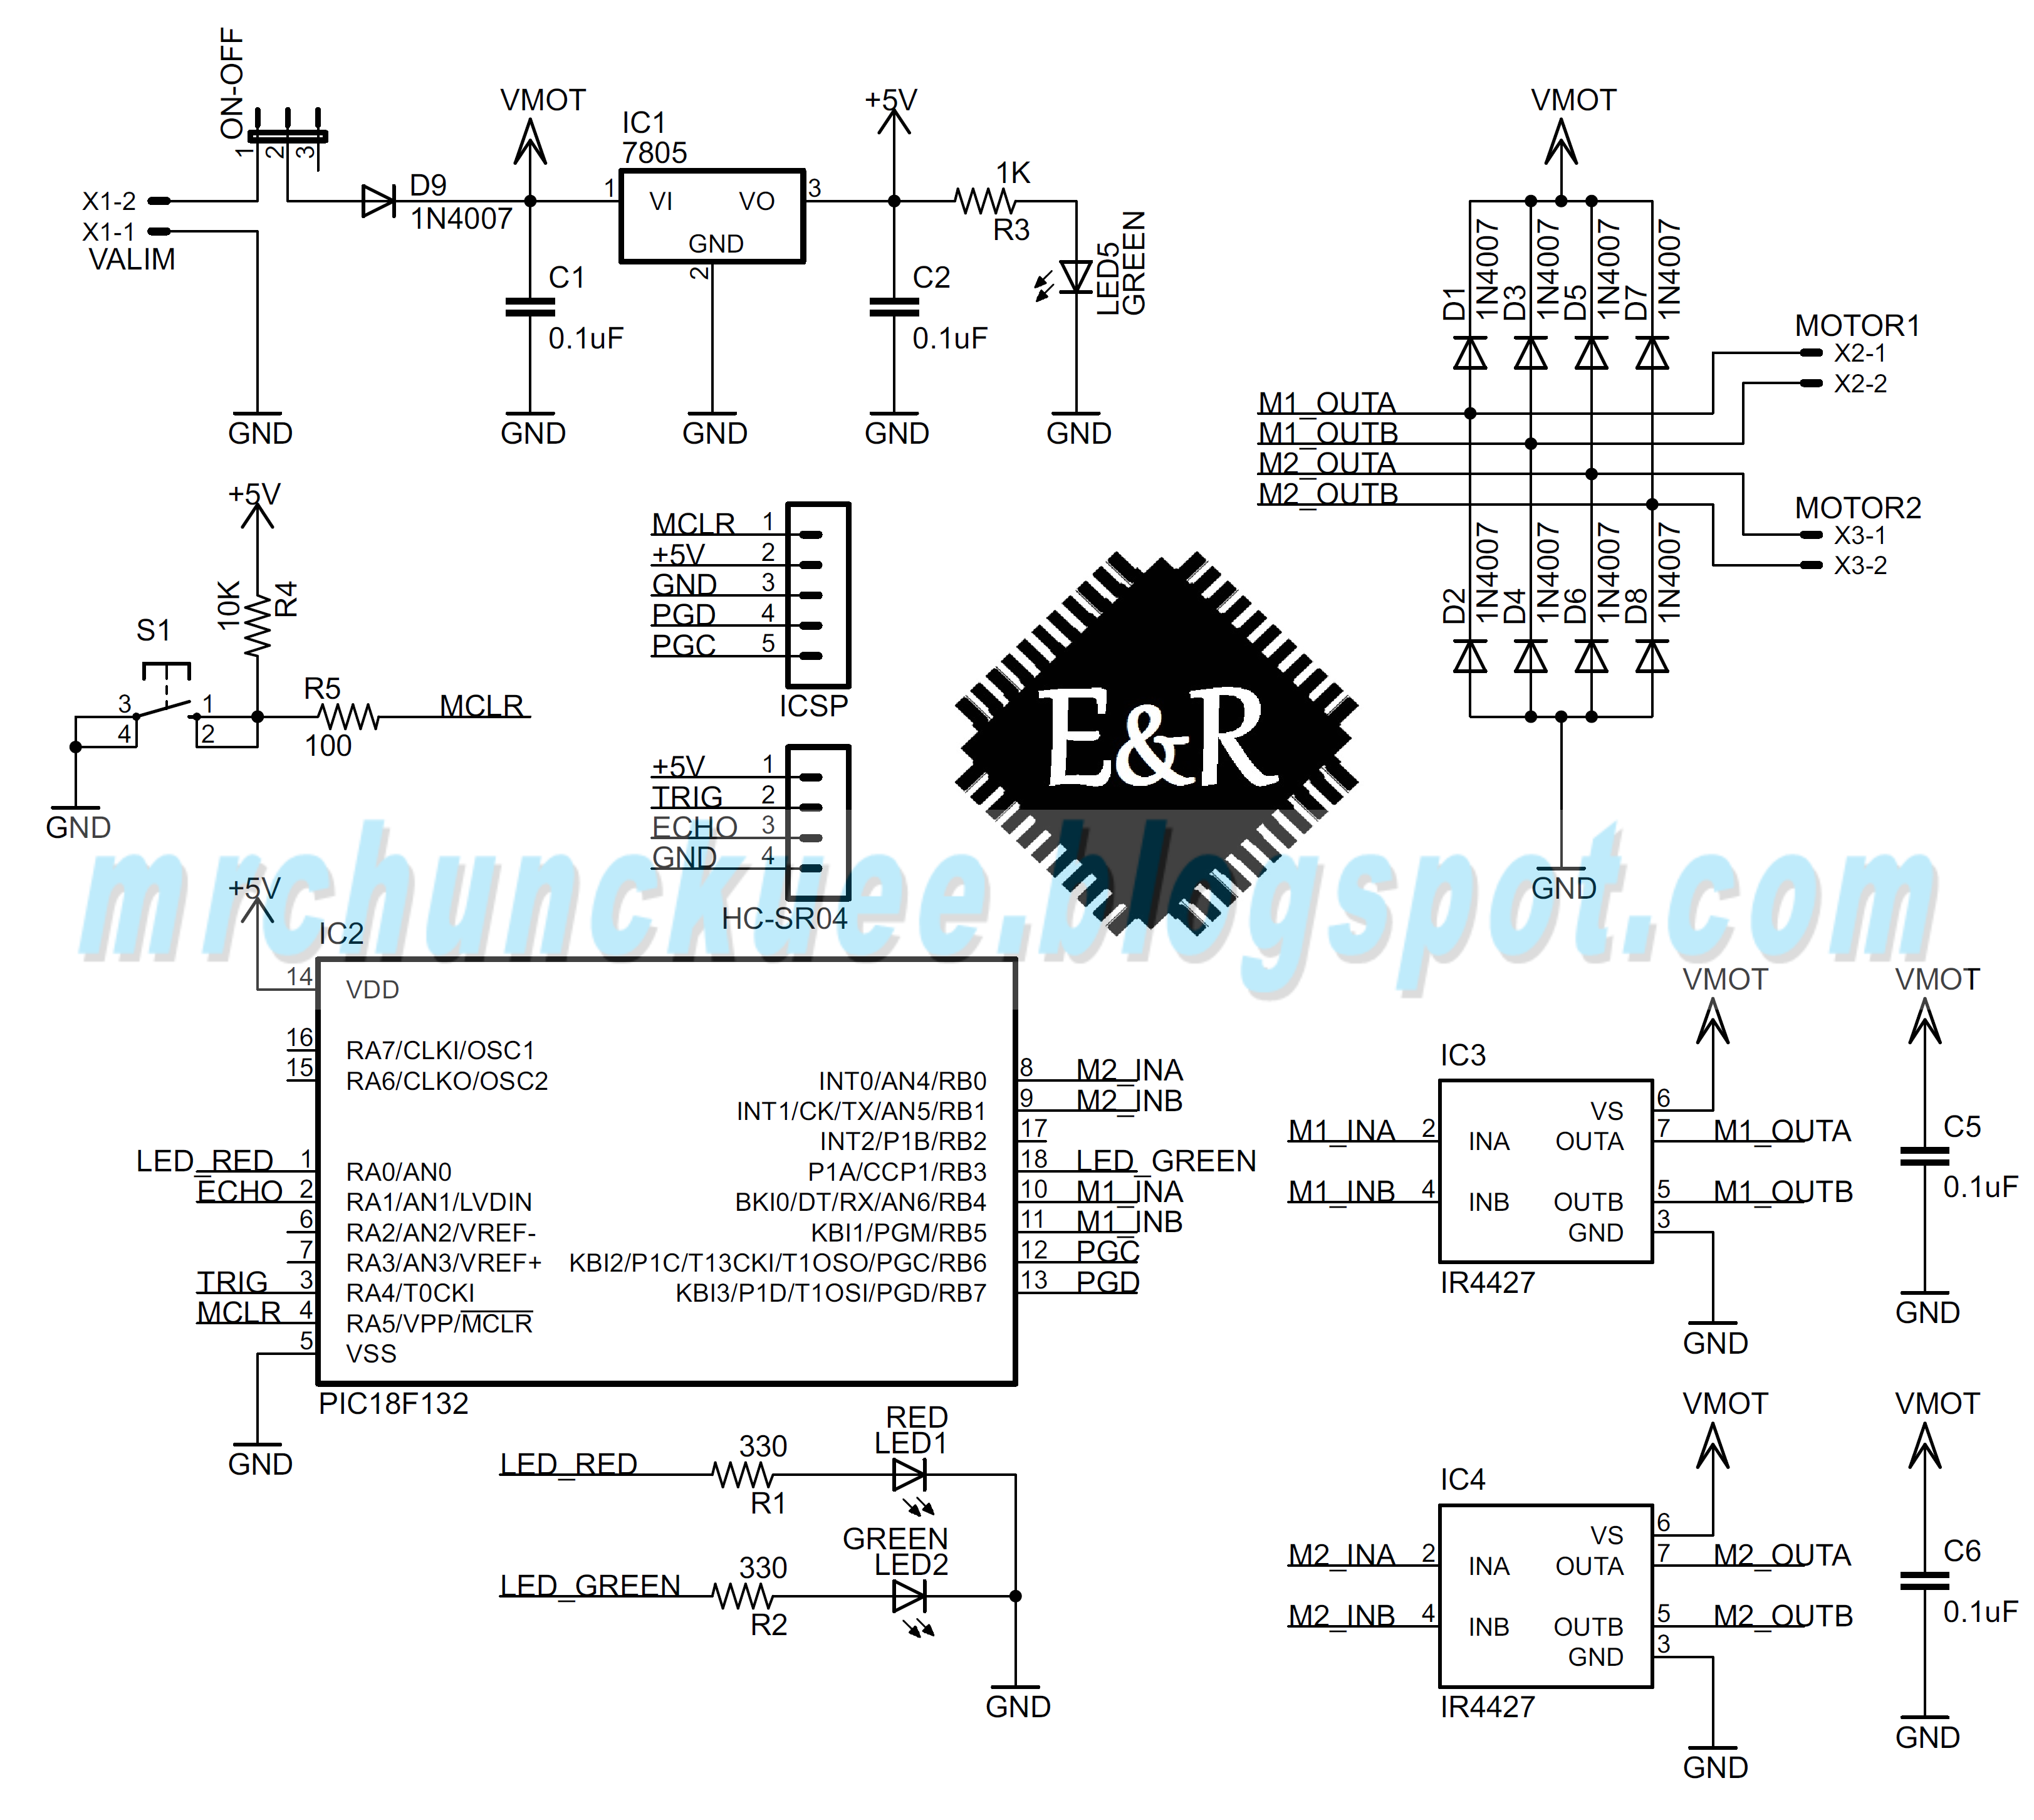 ON-OFF
1 2 3
X1-2
X1-1
VALIM
D9
1N4007
VMOT
IC1
7805
1 VI VO 3
GND
2
+5V
1K
R3
LED5
GREEN
C1
0.1uF
C2
0.1uF
GND GND GND GND GND
VMOT
D1 1N4007 D3 1N4007 D5 1N4007 D7 1N4007
MOTOR1
X2-1
X2-2
M1_OUTA
M1_OUTB
M2_OUTA
M2_OUTB
MOTOR2
X3-1
X3-2
D2 1N4007 D4 1N4007 D6 1N4007 D8 1N4007
GND
+5V
10K
R4
S1
3 1
4 2
R5
100
MCLR
GND
MCLR 1
+5V 2
GND 3
PGD 4
PGC 5
ICSP
+5V 1
TRIG 2
ECHO 3
GND 4
HC-SR04
E&R
mrchunckuee.blogspot.com
+5V
IC2
14 VDD
16 RA7/CLKI/OSC1
15 RA6/CLKO/OSC2
LED_RED 1 RA0/AN0
ECHO 2 RA1/AN1/LVDIN
6 RA2/AN2/VREF-
7 RA3/AN3/VREF+
TRIG 3 RA4/T0CKI
MCLR 4 RA5/VPP/MCLR
5 VSS
INT0/AN4/RB0 8 M2_INA
INT1/CK/TX/AN5/RB1 9 M2_INB
INT2/P1B/RB2 17
P1A/CCP1/RB3 18 LED_GREEN
BKI0/DT/RX/AN6/RB4 10 M1_INA
KBI1/PGM/RB5 11 M1_INB
KBI2/P1C/T13CKI/T1OSO/PGC/RB6 12 PGC
KBI3/P1D/T1OSI/PGD/RB7 13 PGD
PIC18F132
GND
LED_RED
330
R1
RED
LED1
LED_GREEN
330
R2
GREEN
LED2
GND
VMOT
IC3
VS 6
M1_INA 2 INA OUTA 7 M1_OUTA
M1_INB 4 INB OUTB 5 M1_OUTB
GND 3
IR4427
GND
VMOT
C5
0.1uF
GND
VMOT
IC4
VS 6
M2_INA 2 INA OUTA 7 M2_OUTA
M2_INB 4 INB OUTB 5 M2_OUTB
GND 3
IR4427
GND
VMOT
C6
0.1uF
GND